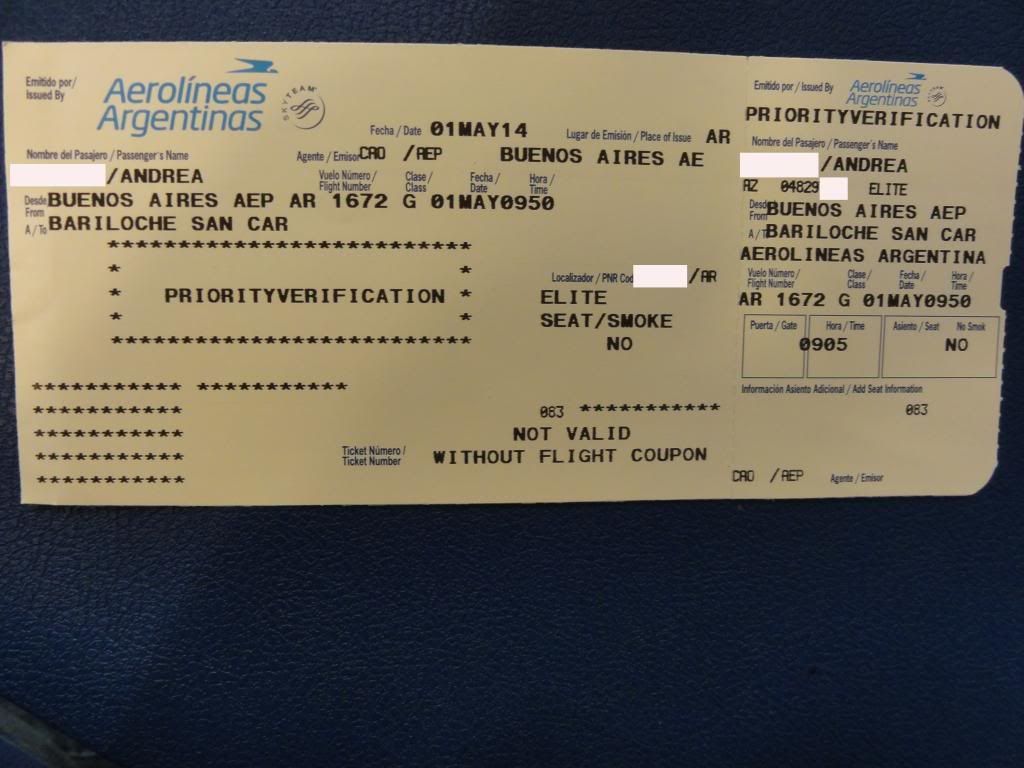 Emitido por/
Issued By
Aerolíneas
Argentinas
SKYTEAM
Fecha / Date 01MAY14
Lugar de Emisión / Place of Issue AR
Nombre del Pasajero / Passenger's Name
Agente / Emisor CRO /AEP BUENOS AIRES AE
/ANDREA
Vuelo Número / Flight Number
Clase / Class
Fecha / Date
Hora / Time
Desde From BUENOS AIRES AEP AR 1672 G 01MAY0950
A / To BARILOCHE SAN CAR
**************************
* *
Localizador / PNR Cod /AR
* PRIORITYVERIFICATION * ELITE
* * SEAT/SMOKE
************************** NO
*********** ***********
*********** 083 ************
*********** NOT VALID
*********** Ticket Número / Ticket Number WITHOUT FLIGHT COUPON
***********
Emitido por / Issued By
Aerolíneas
Argentinas
PRIORITYVERIFICATION
Nombre del Pasajero / Passenger's Name
/ANDREA
AZ 04829 ELITE
Desde From BUENOS AIRES AEP
A / To BARILOCHE SAN CAR
AEROLINEAS ARGENTINA
Vuelo Número / Flight Number
Clase / Class
Fecha / Date
Hora / Time
AR 1672 G 01MAY0950
Puerta / Gate Hora / Time Asiento / Seat No Smok
0905 NO
Información Asiento Adicional / Add Seat Information
083
CRO /AEP Agente / Emisor